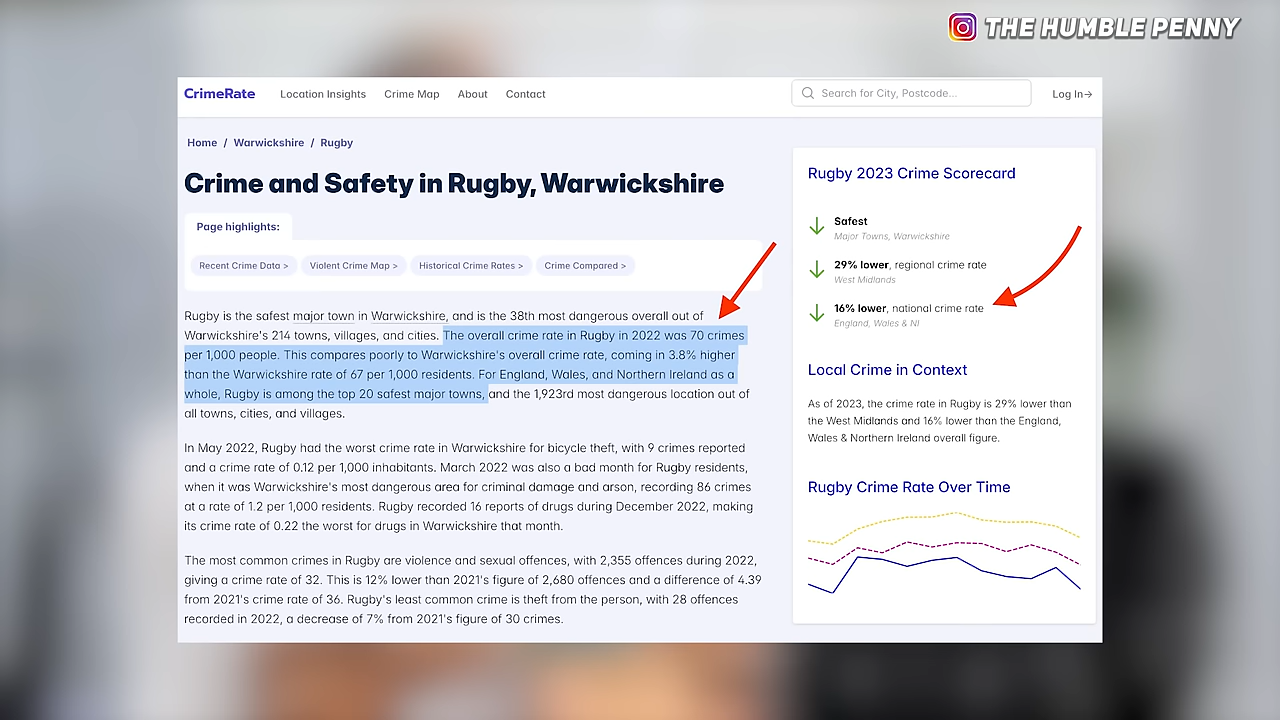 THE HUMBLE PENNY
CrimeRate
Location Insights
Crime Map
About
Contact
Search for City, Postcode...
Log In→
Home / Warwickshire / Rugby
Crime and Safety in Rugby, Warwickshire
Page highlights:
Recent Crime Data >
Violent Crime Map >
Historical Crime Rates >
Crime Compared >
Rugby is the safest major town in Warwickshire, and is the 38th most dangerous overall out of
Warwickshire's 214 towns, villages, and cities. The overall crime rate in Rugby in 2022 was 70 crimes
per 1,000 people. This compares poorly to Warwickshire's overall crime rate, coming in 3.8% higher
than the Warwickshire rate of 67 per 1,000 residents. For England, Wales, and Northern Ireland as a
whole, Rugby is among the top 20 safest major towns, and the 1,923rd most dangerous location out of
all towns, cities, and villages.
In May 2022, Rugby had the worst crime rate in Warwickshire for bicycle theft, with 9 crimes reported
and a crime rate of 0.12 per 1,000 inhabitants. March 2022 was also a bad month for Rugby residents,
when it was Warwickshire's most dangerous area for criminal damage and arson, recording 86 crimes
at a rate of 1.2 per 1,000 residents. Rugby recorded 16 reports of drugs during December 2022, making
its crime rate of 0.22 the worst for drugs in Warwickshire that month.
The most common crimes in Rugby are violence and sexual offences, with 2,355 offences during 2022,
giving a crime rate of 32. This is 12% lower than 2021's figure of 2,680 offences and a difference of 4.39
from 2021's crime rate of 36. Rugby's least common crime is theft from the person, with 28 offences
recorded in 2022, a decrease of 7% from 2021's figure of 30 crimes.
Rugby 2023 Crime Scorecard
Safest
Major Towns, Warwickshire
29% lower, regional crime rate
West Midlands
16% lower, national crime rate
England, Wales & NI
Local Crime in Context
As of 2023, the crime rate in Rugby is 29% lower than
the West Midlands and 16% lower than the England,
Wales & Northern Ireland overall figure.
Rugby Crime Rate Over Time